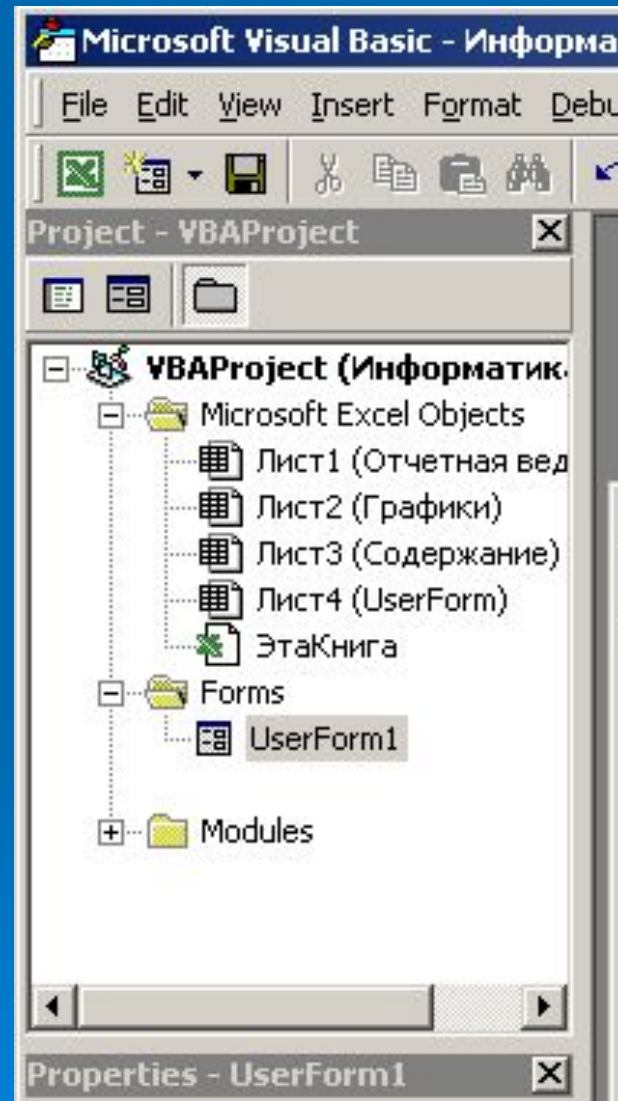 Microsoft Visual Basic - Информа
File Edit View Insert Format Debu
Project - VBAProject
VBAProject (Информатик
Microsoft Excel Objects
Лист1 (Отчетная вед
Лист2 (Графики)
Лист3 (Содержание)
Лист4 (UserForm)
ЭтаКнига
Forms
UserForm1
Modules
Properties - UserForm1